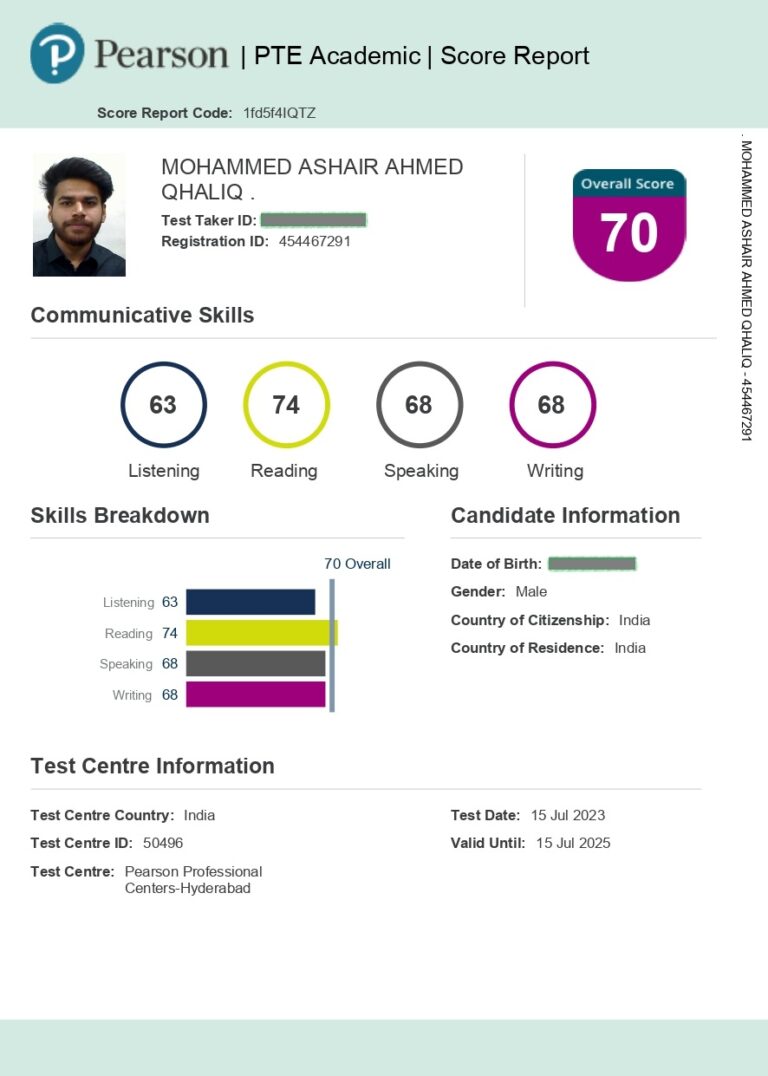 Pearson | PTE Academic | Score Report
Score Report Code: 1fd5f4IQTZ
MOHAMMED ASHAIR AHMED
QHALIQ .
Test Taker ID:
Registration ID: 454467291
Overall Score
70
. MOHAMMED ASHAIR AHMED QHALIQ - 454467291
Communicative Skills
63 74 68 68
Listening Reading Speaking Writing
Skills Breakdown
70 Overall
Listening 63
Reading 74
Speaking 68
Writing 68
Candidate Information
Date of Birth:
Gender: Male
Country of Citizenship: India
Country of Residence: India
Test Centre Information
Test Centre Country: India
Test Centre ID: 50496
Test Centre: Pearson Professional
Centers-Hyderabad
Test Date: 15 Jul 2023
Valid Until: 15 Jul 2025